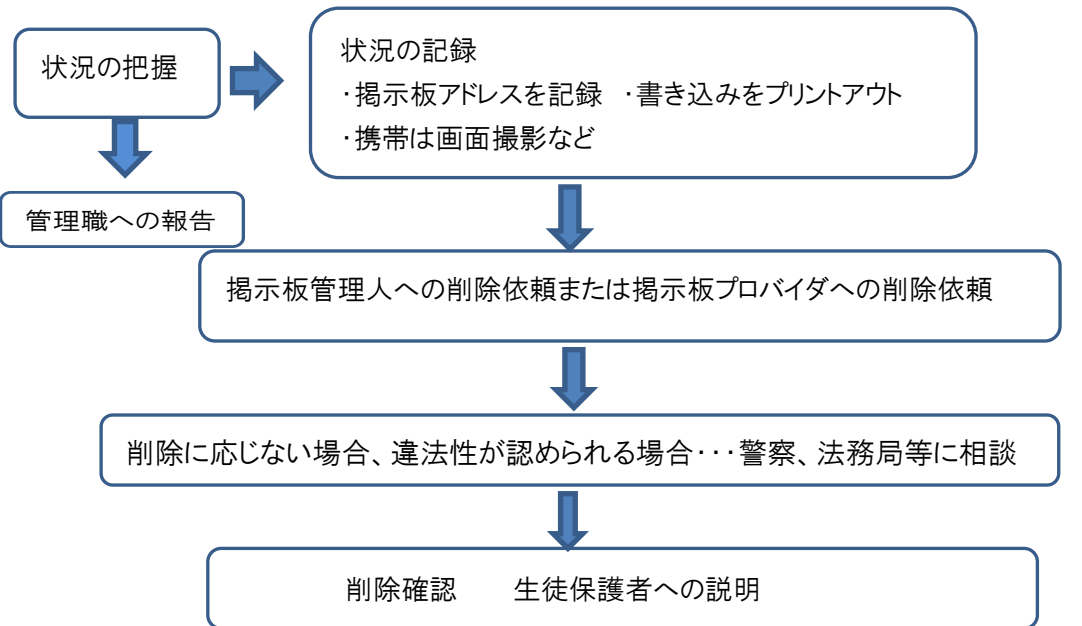 状況の把握
状況の記録
・掲示板アドレスを記録　・書き込みをプリントアウト
・携帯は画面撮影など
管理職への報告
掲示板管理人への削除依頼または掲示板プロバイダへの削除依頼
削除に応じない場合、違法性が認められる場合・・・警察、法務局等に相談
削除確認　　生徒保護者への説明